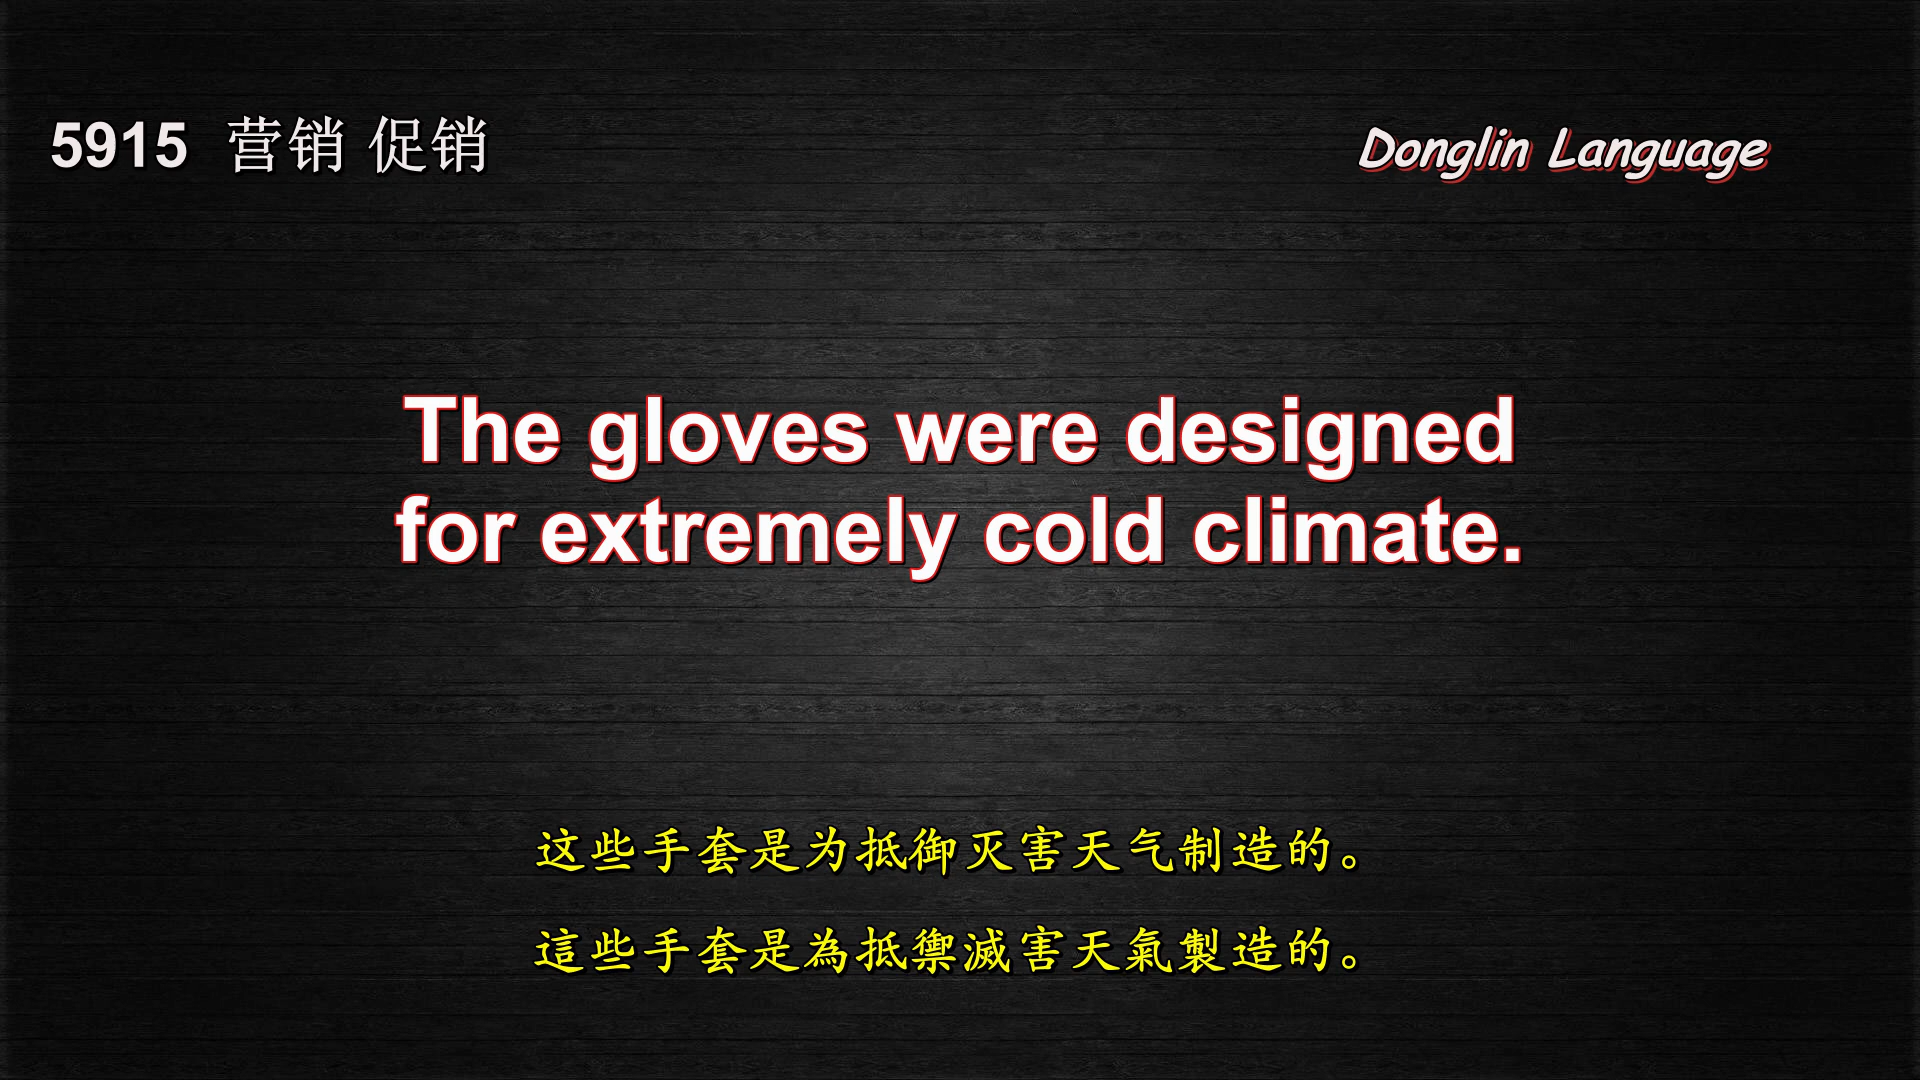 5915 营销 促销
Donglin Language
The gloves were designed
for extremely cold climate.
这些手套是为抵御灭害天气制造的。
這些手套是為抵禦滅害天氣製造的。